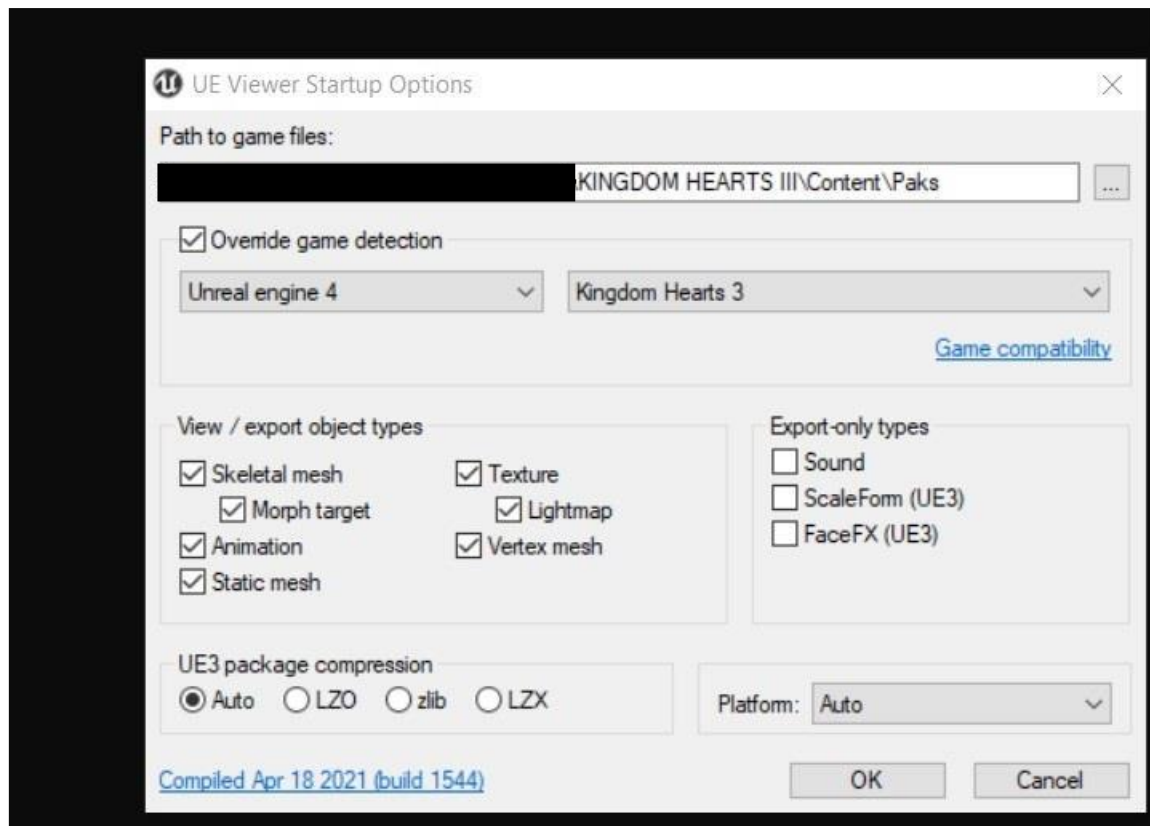 UE Viewer Startup Options
Path to game files:
\KINGDOM HEARTS III\Content\Paks
...
Override game detection
Unreal engine 4
Kingdom Hearts 3
Game compatibility
View / export object types
Export-only types
Skeletal mesh
Texture
Sound
Morph target
Lightmap
ScaleForm (UE3)
Animation
Vertex mesh
FaceFX (UE3)
Static mesh
UE3 package compression
Auto
LZO
zlib
LZX
Platform:
Auto
Compiled Apr 18 2021 (build 1544)
OK
Cancel